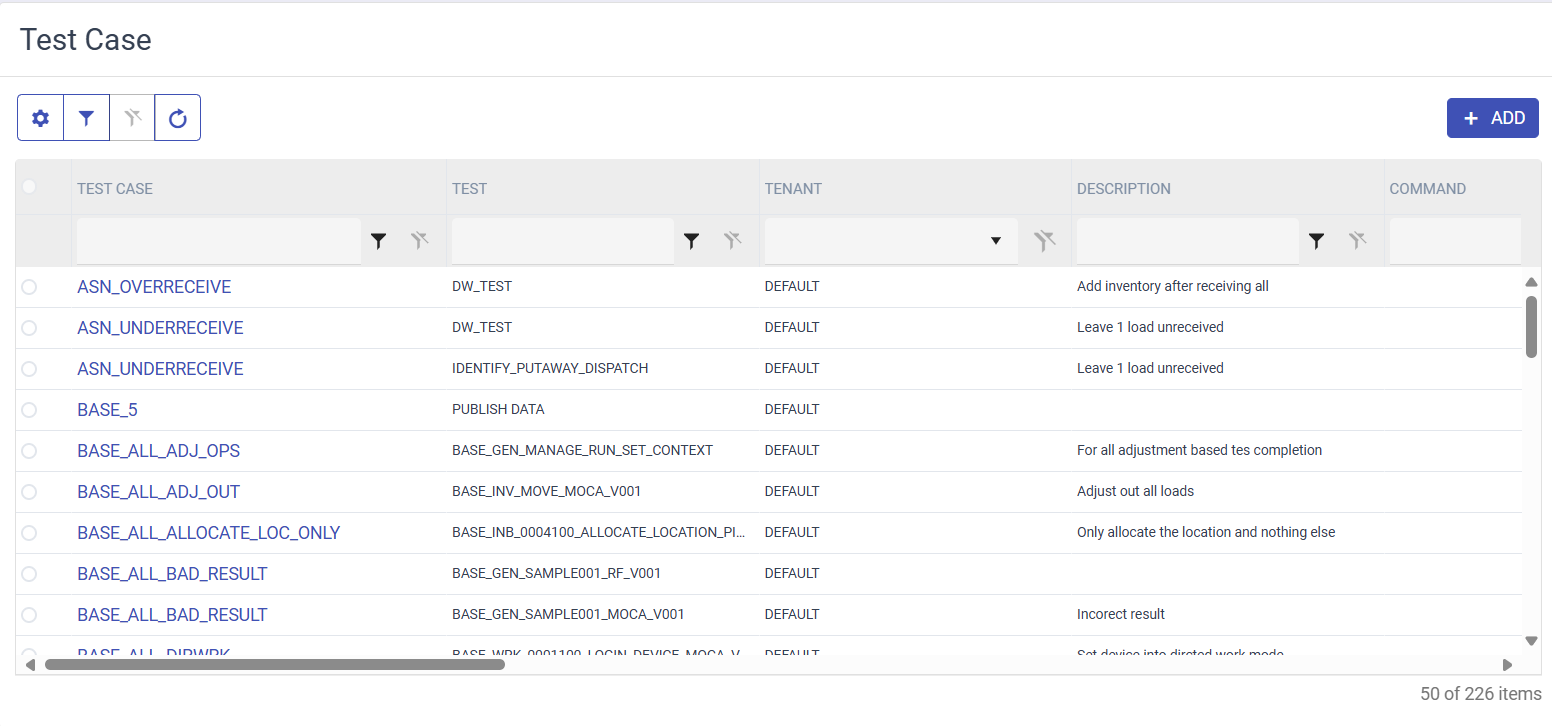 Test Case
ADD
TEST CASE TEST TENANT DESCRIPTION COMMAND
ASN_OVERRECEIVE DW_TEST DEFAULT Add inventory after receiving all
ASN_UNDERRECEIVE DW_TEST DEFAULT Leave 1 load unreceived
ASN_UNDERRECEIVE IDENTIFY_PUTAWAY_DISPATCH DEFAULT Leave 1 load unreceived
BASE_5 PUBLISH DATA DEFAULT
BASE_ALL_ADJ_OPS BASE_GEN_MANAGE_RUN_SET_CONTEXT DEFAULT For all adjustment based tes completion
BASE_ALL_ADJ_OUT BASE_INV_MOVE_MOCA_V001 DEFAULT Adjust out all loads
BASE_ALL_ALLOCATE_LOC_ONLY BASE_INB_0004100_ALLOCATE_LOCATION_PI... DEFAULT Only allocate the location and nothing else
BASE_ALL_BAD_RESULT BASE_GEN_SAMPLE001_RF_V001 DEFAULT
BASE_ALL_BAD_RESULT BASE_GEN_SAMPLE001_MOCA_V001 DEFAULT Incorect result
BASE_ALL_DIRWRK BASE_WRK_0001100_LOGIN_DEVICE_MOCA_V... DEFAULT Set device into dircted work mode
50 of 226 items